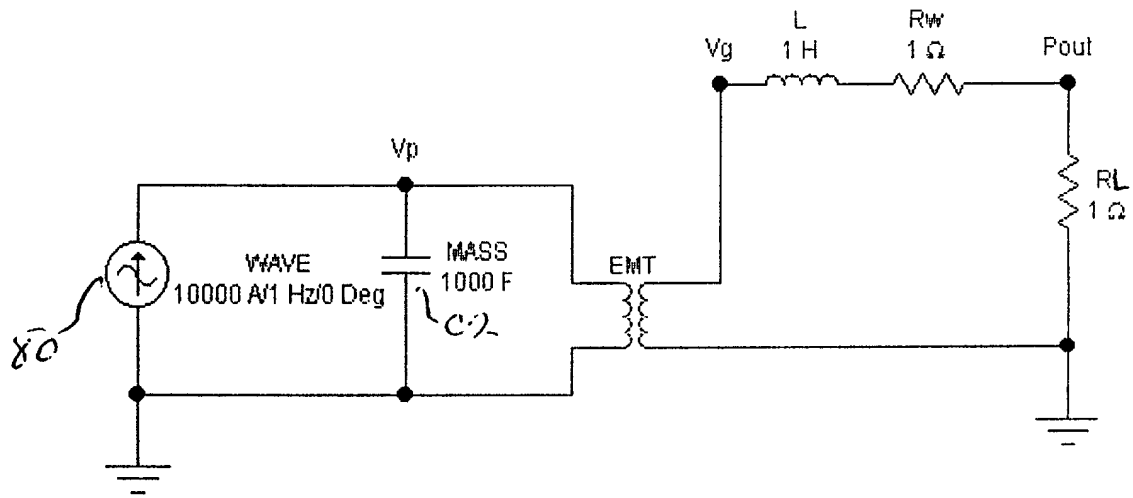 L
1 H
Rw
1 Ω
Vg
Pout
Vp
RL
1 Ω
WAVE
10000 A/1 Hz/0 Deg
MASS
1000 F
EMT